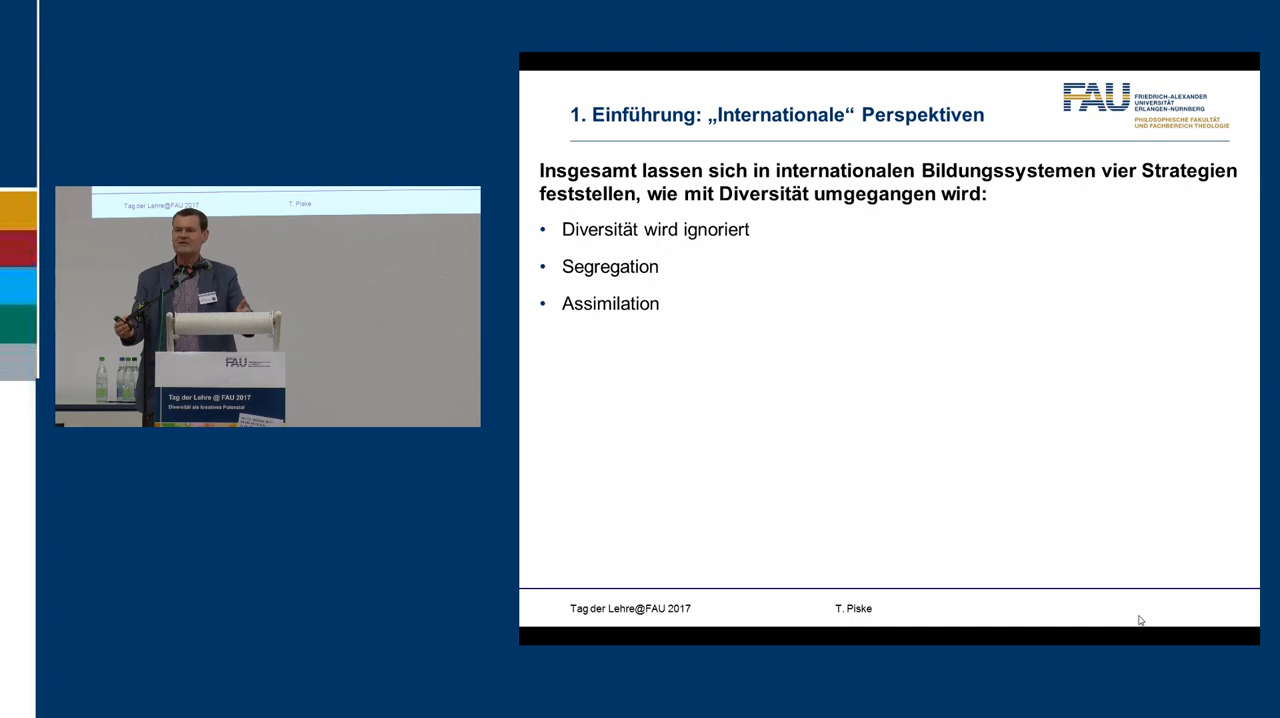 1. Einführung: „Internationale“ Perspektiven
FAU
FRIEDRICH-ALEXANDER
UNIVERSITÄT
ERLANGEN-NÜRNBERG
PHILOSOPHISCHE FAKULTÄT
UND FACHBEREICH THEOLOGIE
Insgesamt lassen sich in internationalen Bildungssystemen vier Strategien
feststellen, wie mit Diversität umgegangen wird:
• Diversität wird ignoriert
• Segregation
• Assimilation
Tag der Lehre@FAU 2017 T. Piske
Tag der Lehre@FAU 2017 T. Piske
FAU
Tag der Lehre @ FAU 2017
Diversität als kreatives Potenzial